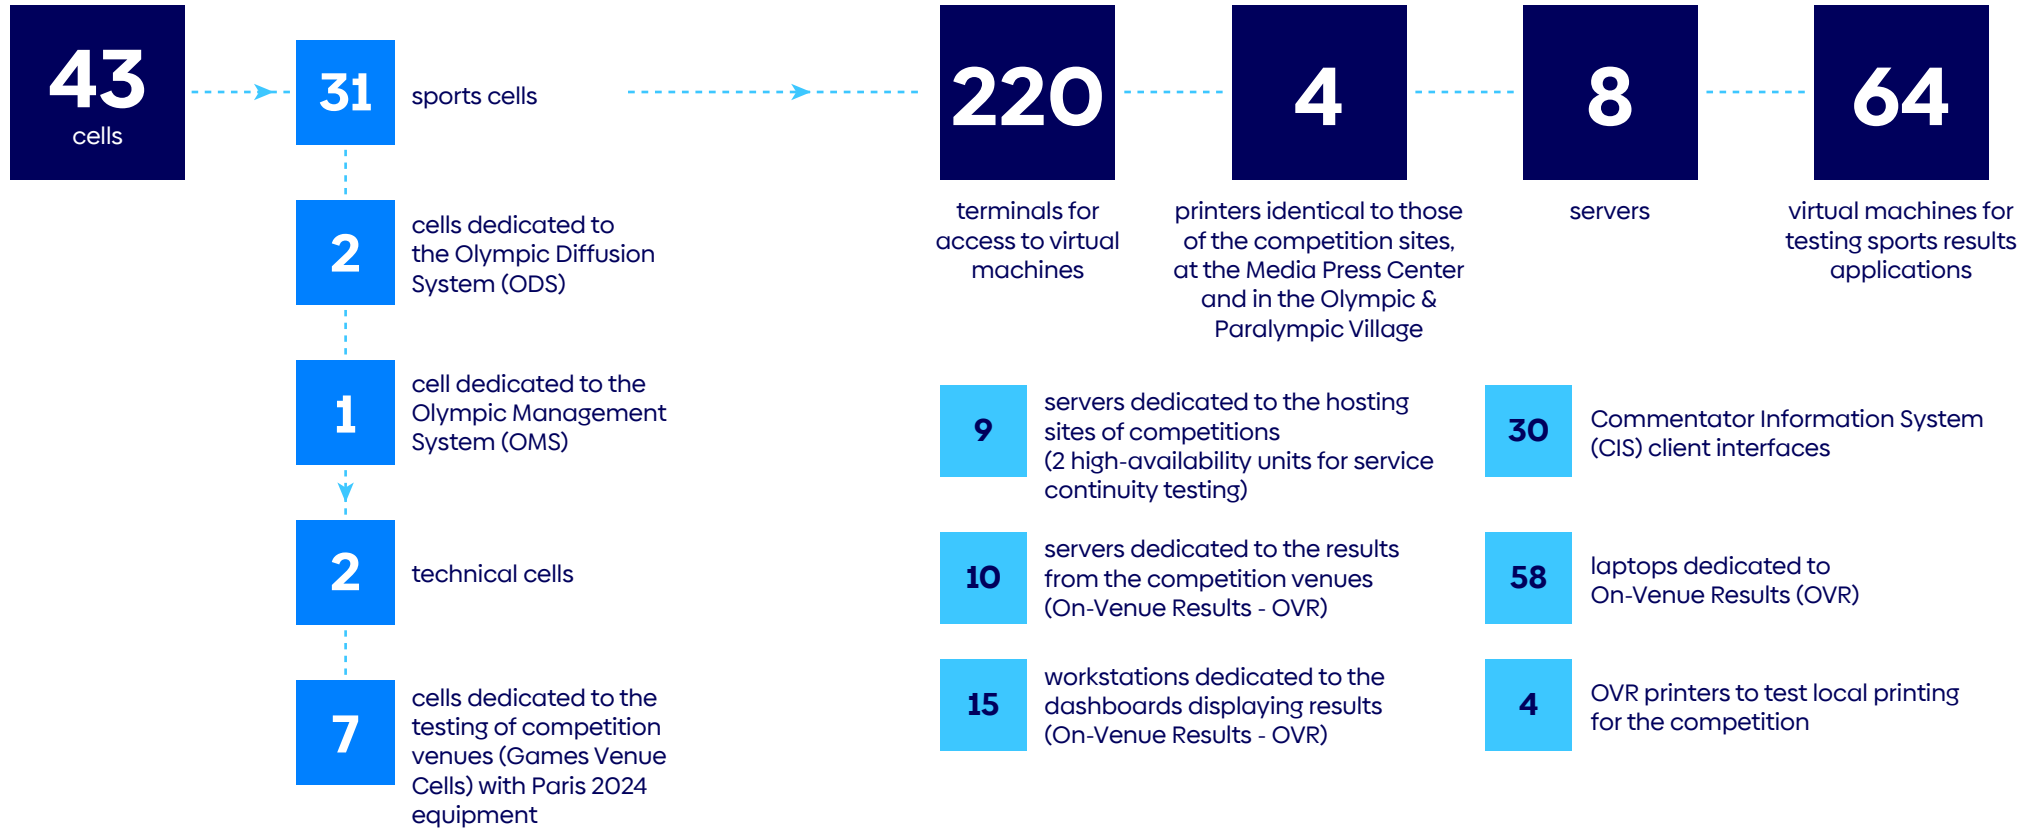 43
cells
31
sports cells
2
cells dedicated to
the Olympic Diffusion
System (ODS)
1
cell dedicated to the
Olympic Management
System (OMS)
2
technical cells
7
cells dedicated to the
testing of competition
venues (Games Venue
Cells) with Paris 2024
equipment
220
terminals for
access to virtual
machines
4
printers identical to those
of the competition sites,
at the Media Press Center
and in the Olympic &
Paralympic Village
8
servers
64
virtual machines for
testing sports results
applications
9
servers dedicated to the hosting
sites of competitions
(2 high-availability units for service
continuity testing)
30
Commentator Information System
(CIS) client interfaces
10
servers dedicated to the results
from the competition venues
(On-Venue Results - OVR)
58
laptops dedicated to
On-Venue Results (OVR)
15
workstations dedicated to the
dashboards displaying results
(On-Venue Results - OVR)
4
OVR printers to test local printing
for the competition